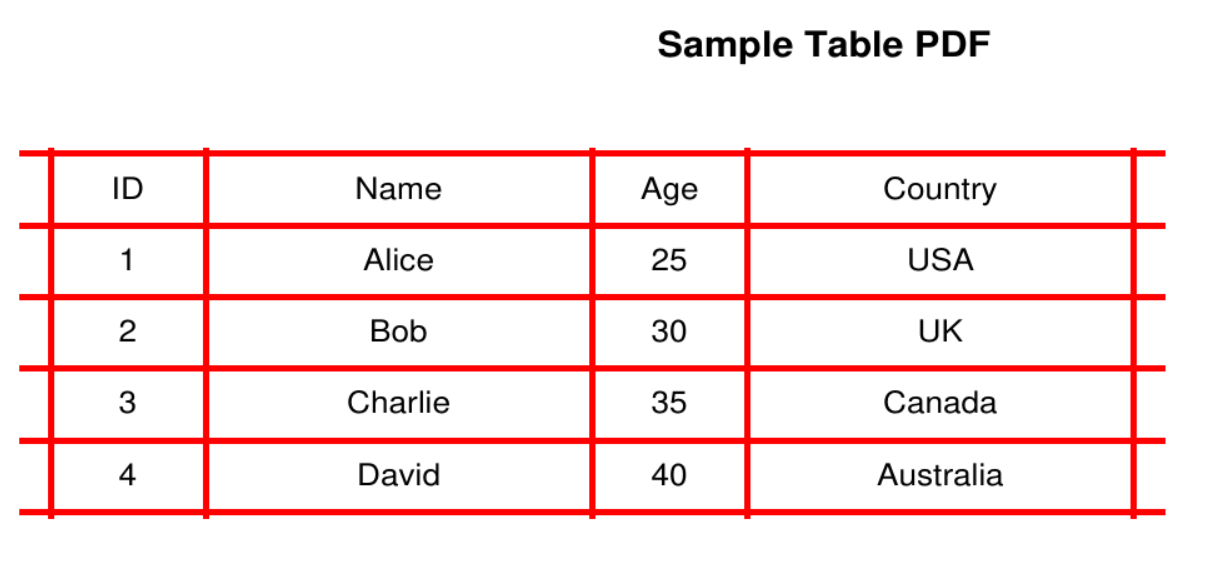 Sample Table PDF
ID Name Age Country
1 Alice 25 USA
2 Bob 30 UK
3 Charlie 35 Canada
4 David 40 Australia